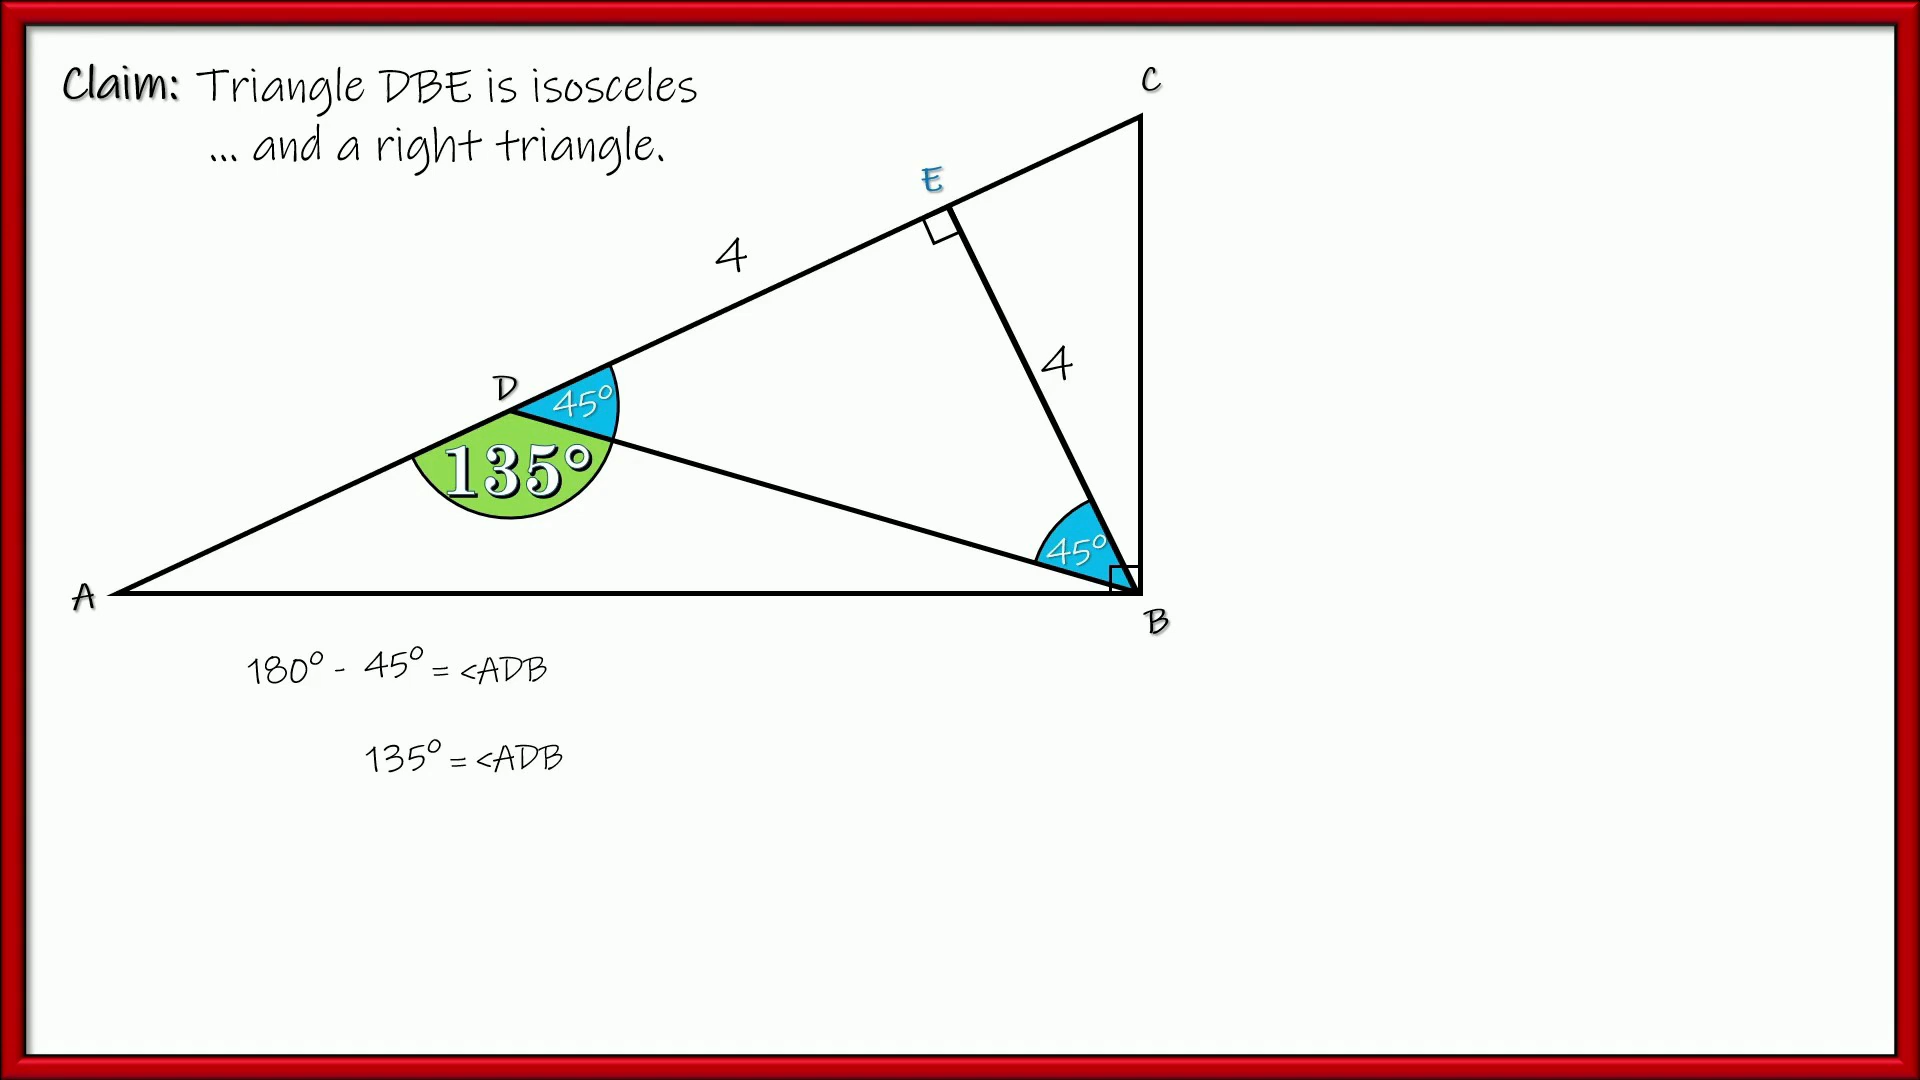 Claim: Triangle DBE is isosceles
... and a right triangle.
C
E
4
4
D
45°
135°
45°
A
B
180° - 45° = <ADB
135° = <ADB